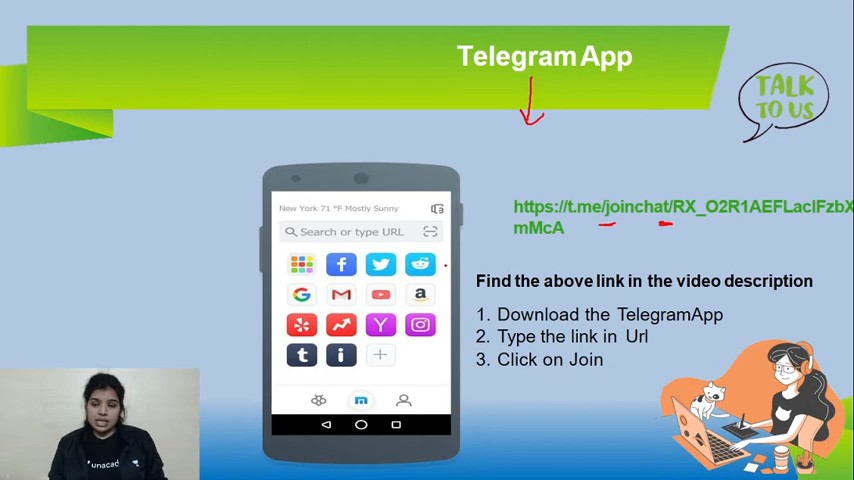 Telegram App
TALK
TO US
https://t.me/joinchat/RX_O2R1AEFLaclFzbX
mMcA
New York 71 °F Mostly Sunny
Search or type URL
Find the above link in the video description
1. Download the TelegramApp
2. Type the link in Url
3. Click on Join
unacad